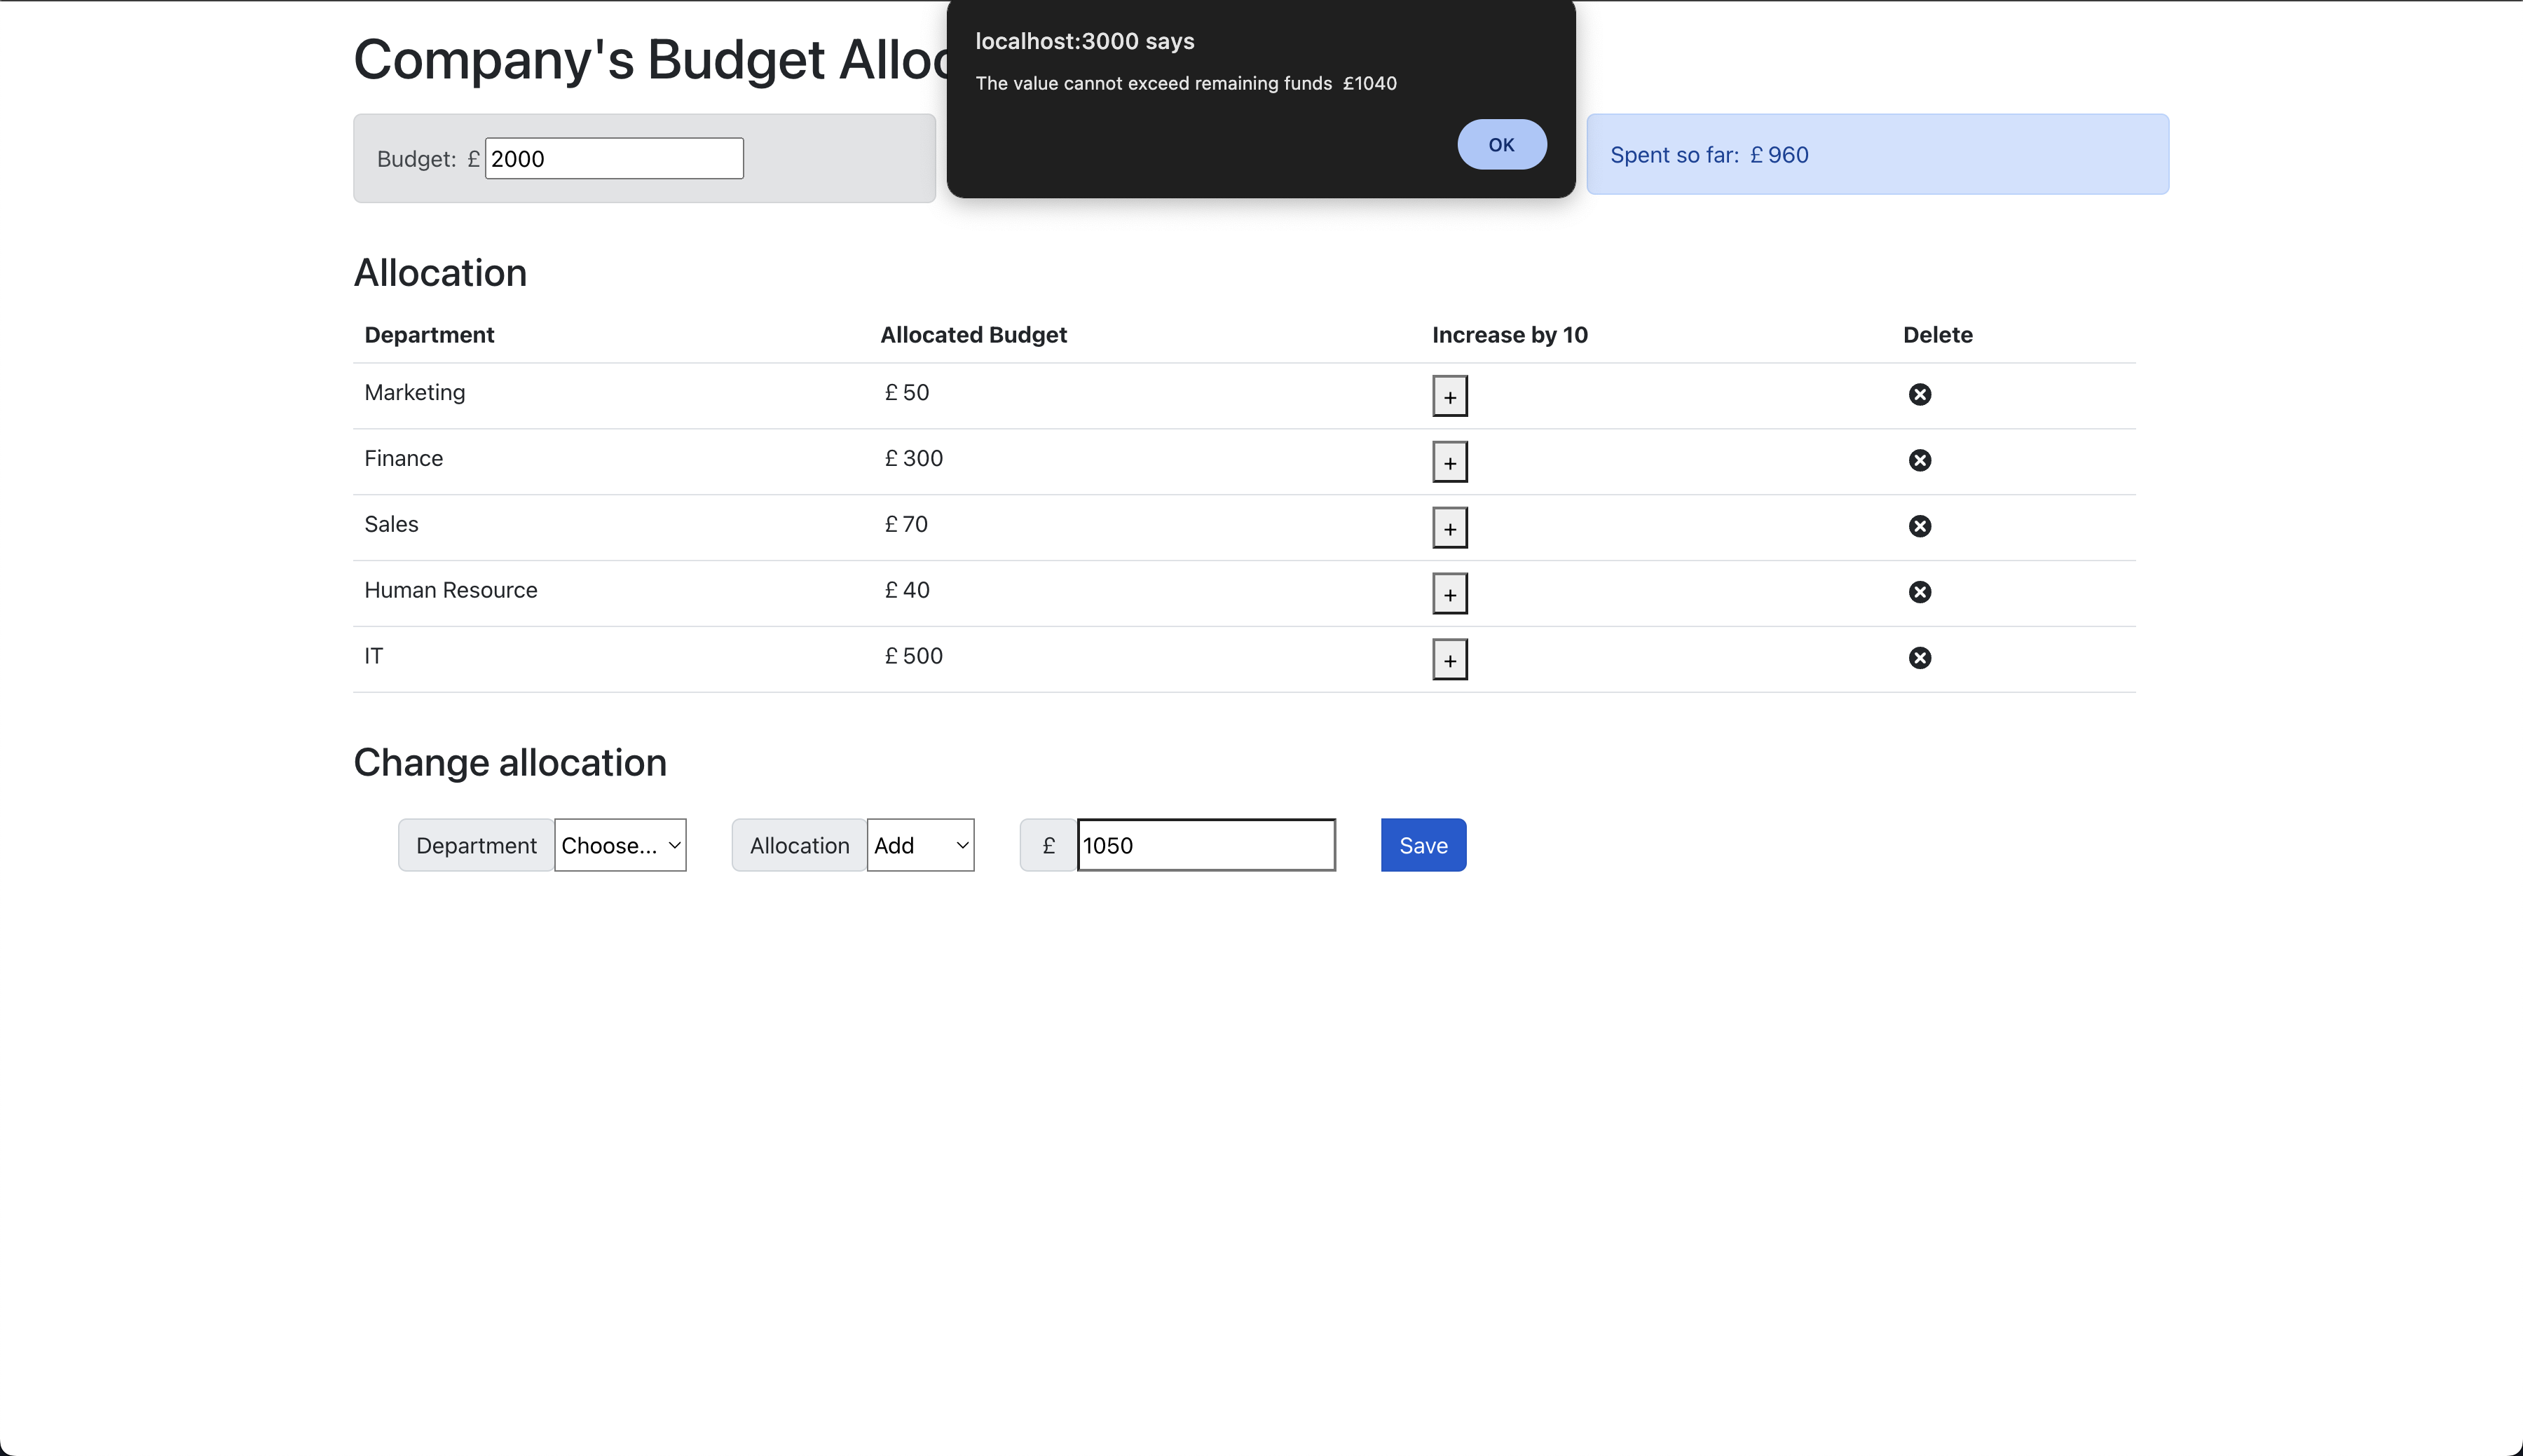 localhost:3000 says
The value cannot exceed remaining funds £1040
OK
Company's Budget Alloc
Budget: £ 2000
Spent so far: £ 960
Allocation
Department Allocated Budget Increase by 10 Delete
Marketing £ 50 +
Finance £ 300 +
Sales £ 70 +
Human Resource £ 40 +
IT £ 500 +
Change allocation
Department Choose... Allocation Add £ 1050 Save